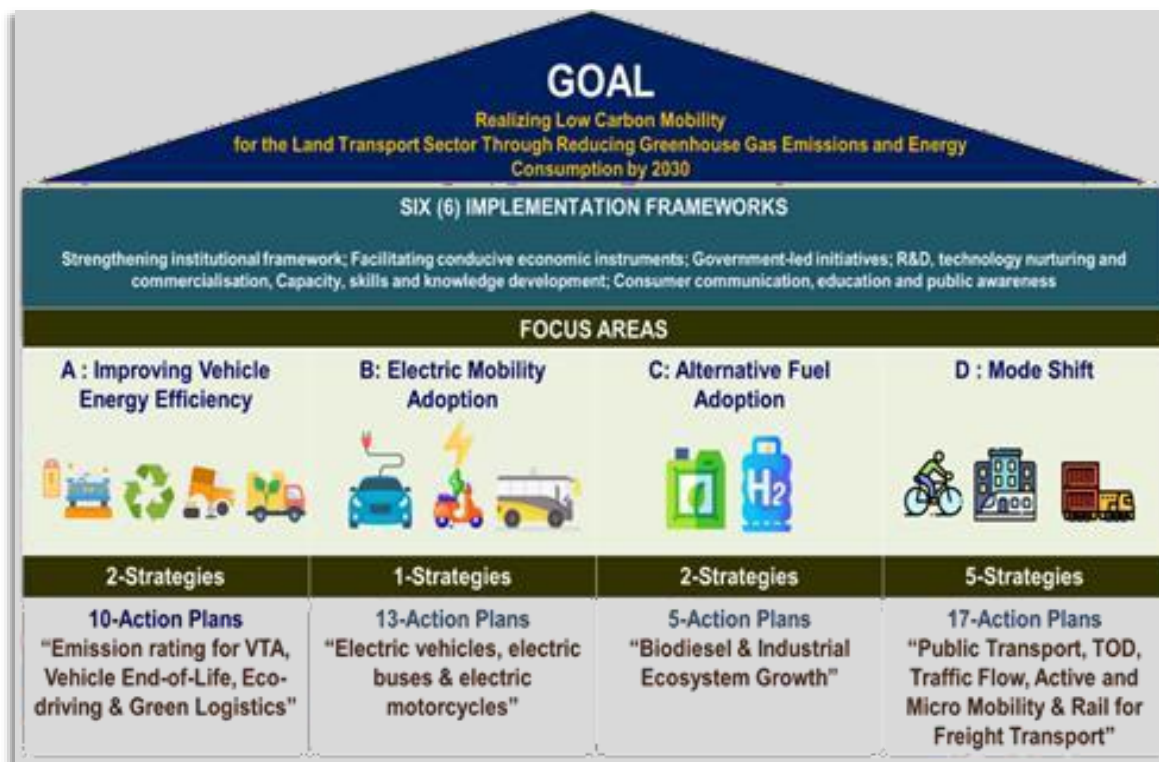 GOAL
Realizing Low Carbon Mobility
for the Land Transport Sector Through Reducing Greenhouse Gas Emissions and Energy
Consumption by 2030
SIX (6) IMPLEMENTATION FRAMEWORKS
Strengthening institutional framework; Facilitating conducive economic instruments; Government-led initiatives; R&D, technology nurturing and
commercialisation, Capacity, skills and knowledge development; Consumer communication, education and public awareness
FOCUS AREAS
A : Improving Vehicle
Energy Efficiency
B: Electric Mobility
Adoption
C: Alternative Fuel
Adoption
D : Mode Shift
H2
2-Strategies
1-Strategies
2-Strategies
5-Strategies
10-Action Plans
“Emission rating for VTA,
Vehicle End-of-Life, Eco-
driving & Green Logistics”
13-Action Plans
“Electric vehicles, electric
buses & electric
motorcycles”
5-Action Plans
“Biodiesel & Industrial
Ecosystem Growth”
17-Action Plans
“Public Transport, TOD,
Traffic Flow, Active and
Micro Mobility & Rail for
Freight Transport”